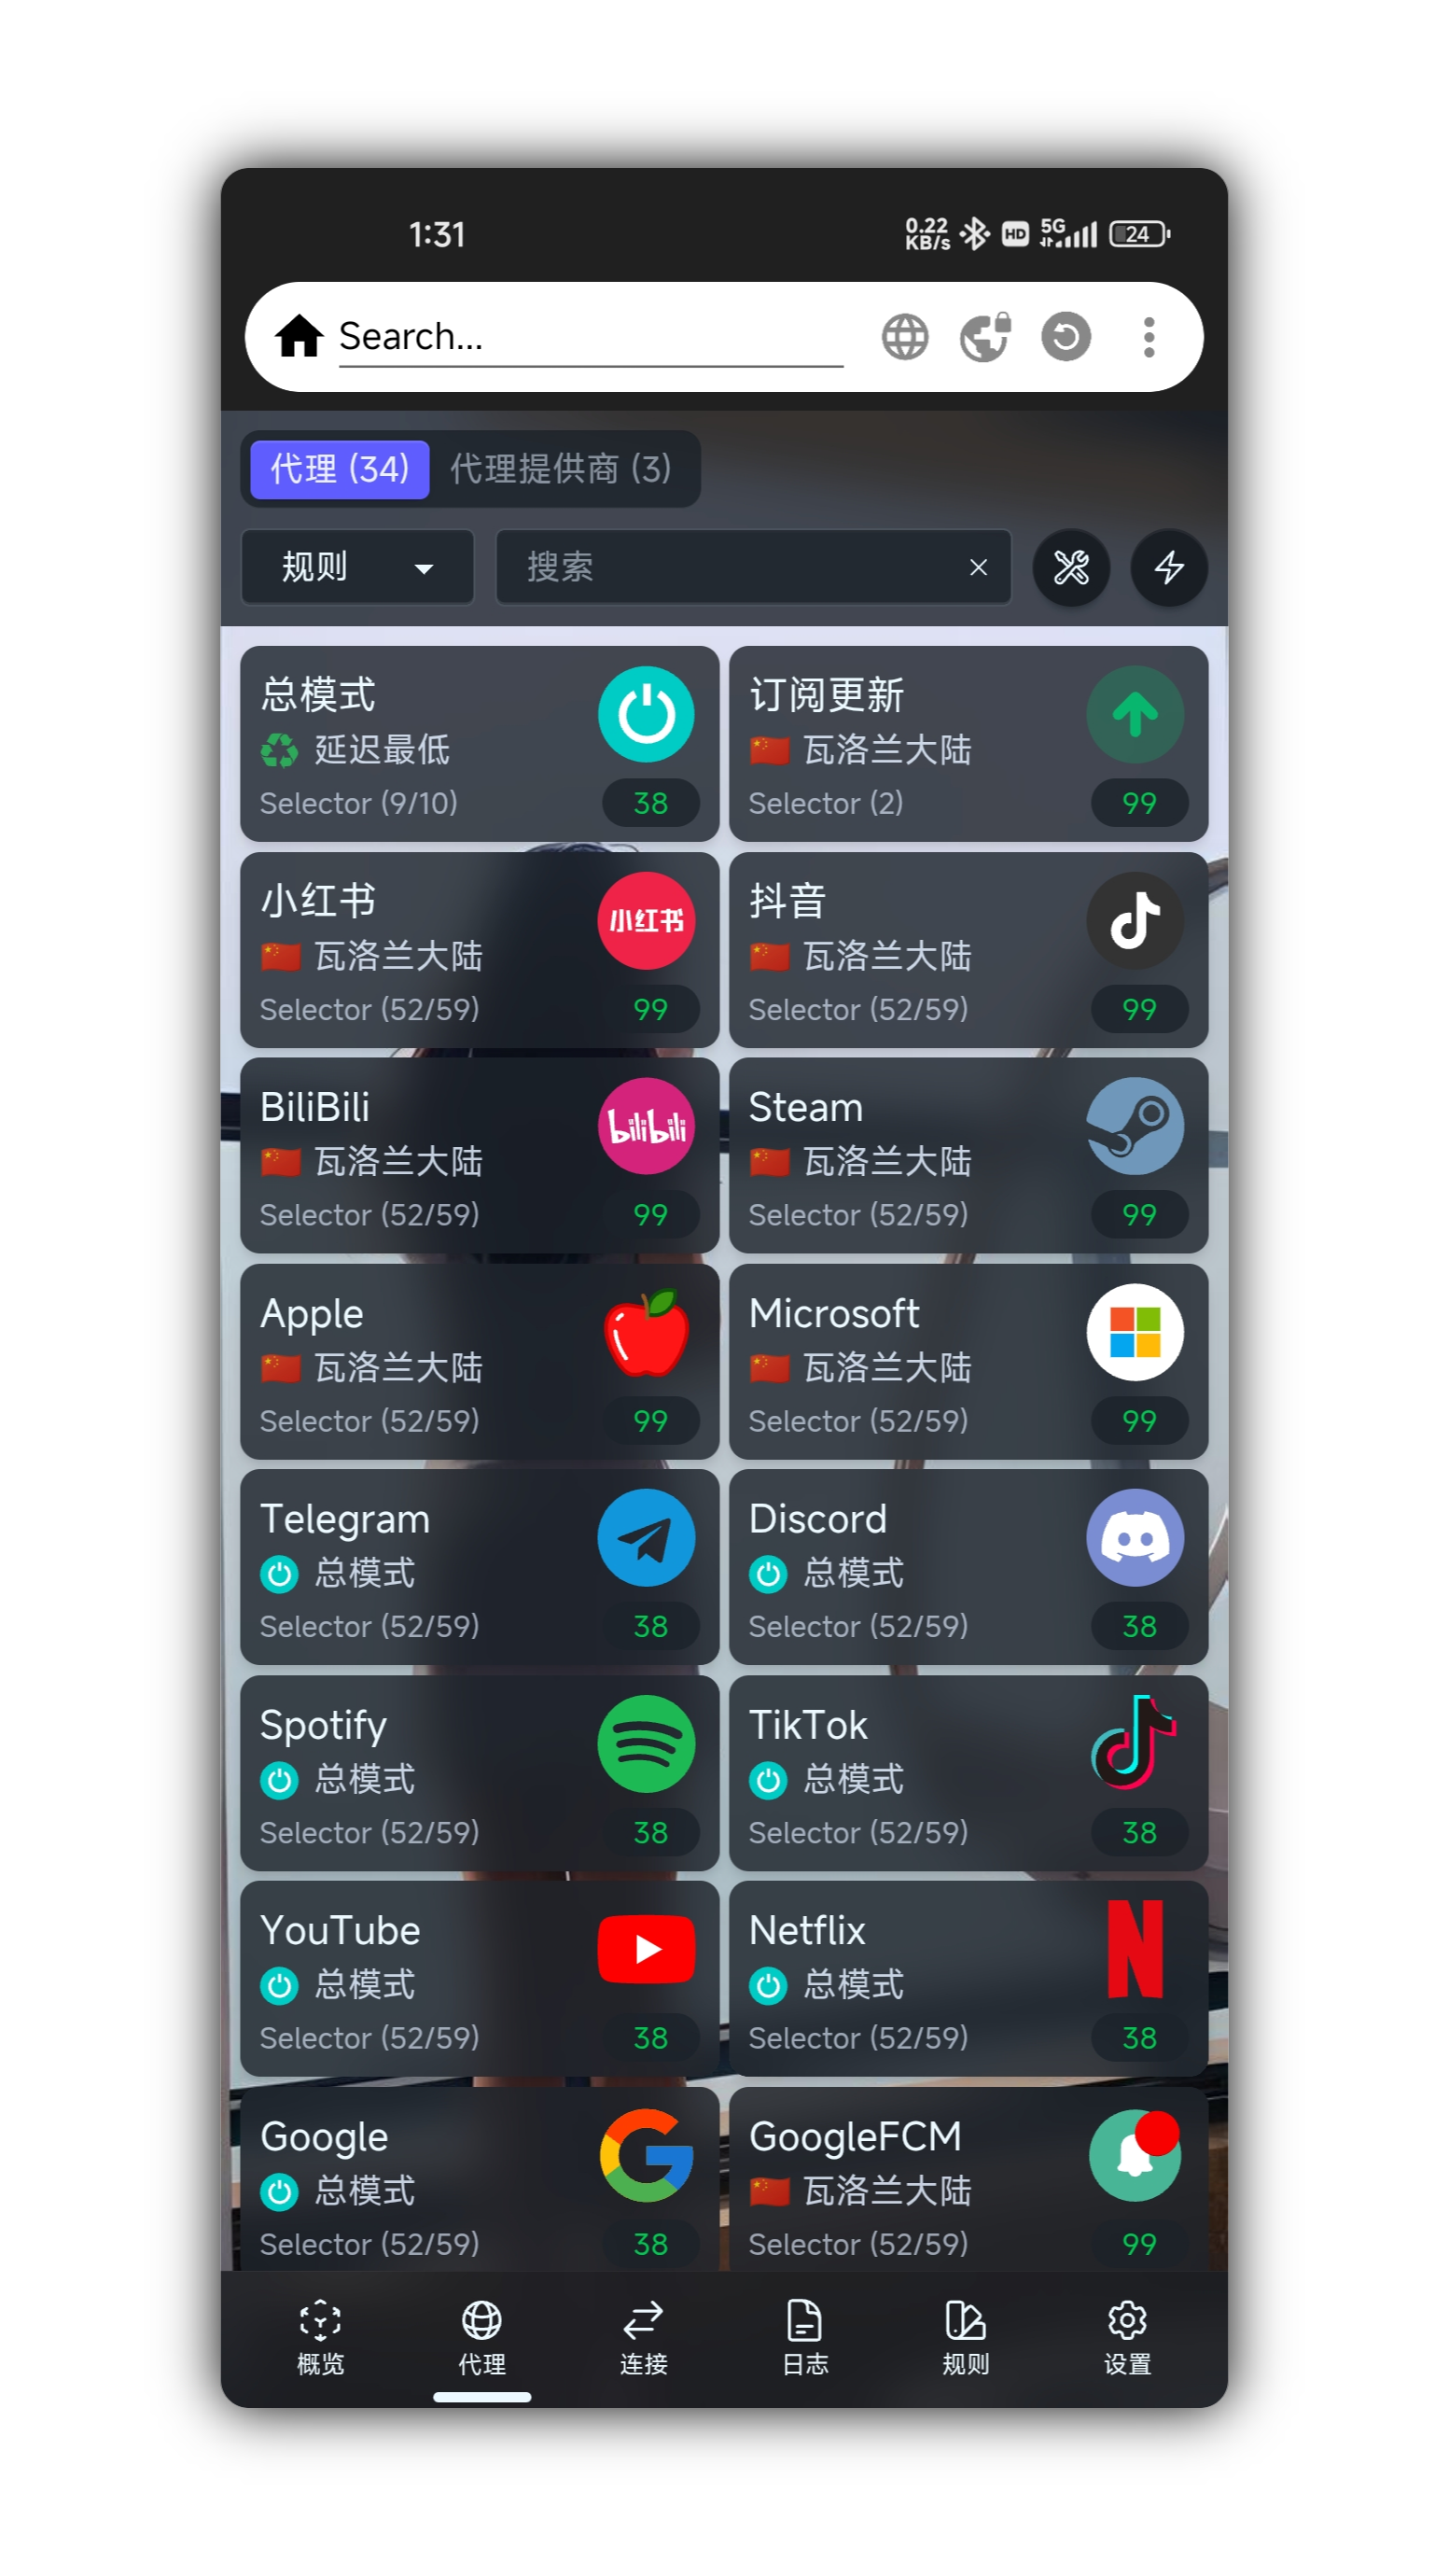 1:31
0.22 KB/s HD 5G 24
Search...
代理 (34) 代理提供商 (3)
规则 搜索
总模式
延迟最低
Selector (9/10) 38
订阅更新
瓦洛兰大陆
Selector (2) 99
小红书 小红书
瓦洛兰大陆
Selector (52/59) 99
抖音
瓦洛兰大陆
Selector (52/59) 99
BiliBili bilibili
瓦洛兰大陆
Selector (52/59) 99
Steam
瓦洛兰大陆
Selector (52/59) 99
Apple
瓦洛兰大陆
Selector (52/59) 99
Microsoft
瓦洛兰大陆
Selector (52/59) 99
Telegram
总模式
Selector (52/59) 38
Discord
总模式
Selector (52/59) 38
Spotify
总模式
Selector (52/59) 38
TikTok
总模式
Selector (52/59) 38
YouTube
总模式
Selector (52/59) 38
Netflix
总模式
Selector (52/59) 38
Google
总模式
Selector (52/59) 38
GoogleFCM
瓦洛兰大陆
Selector (52/59) 99
概览 代理 连接 日志 规则 设置